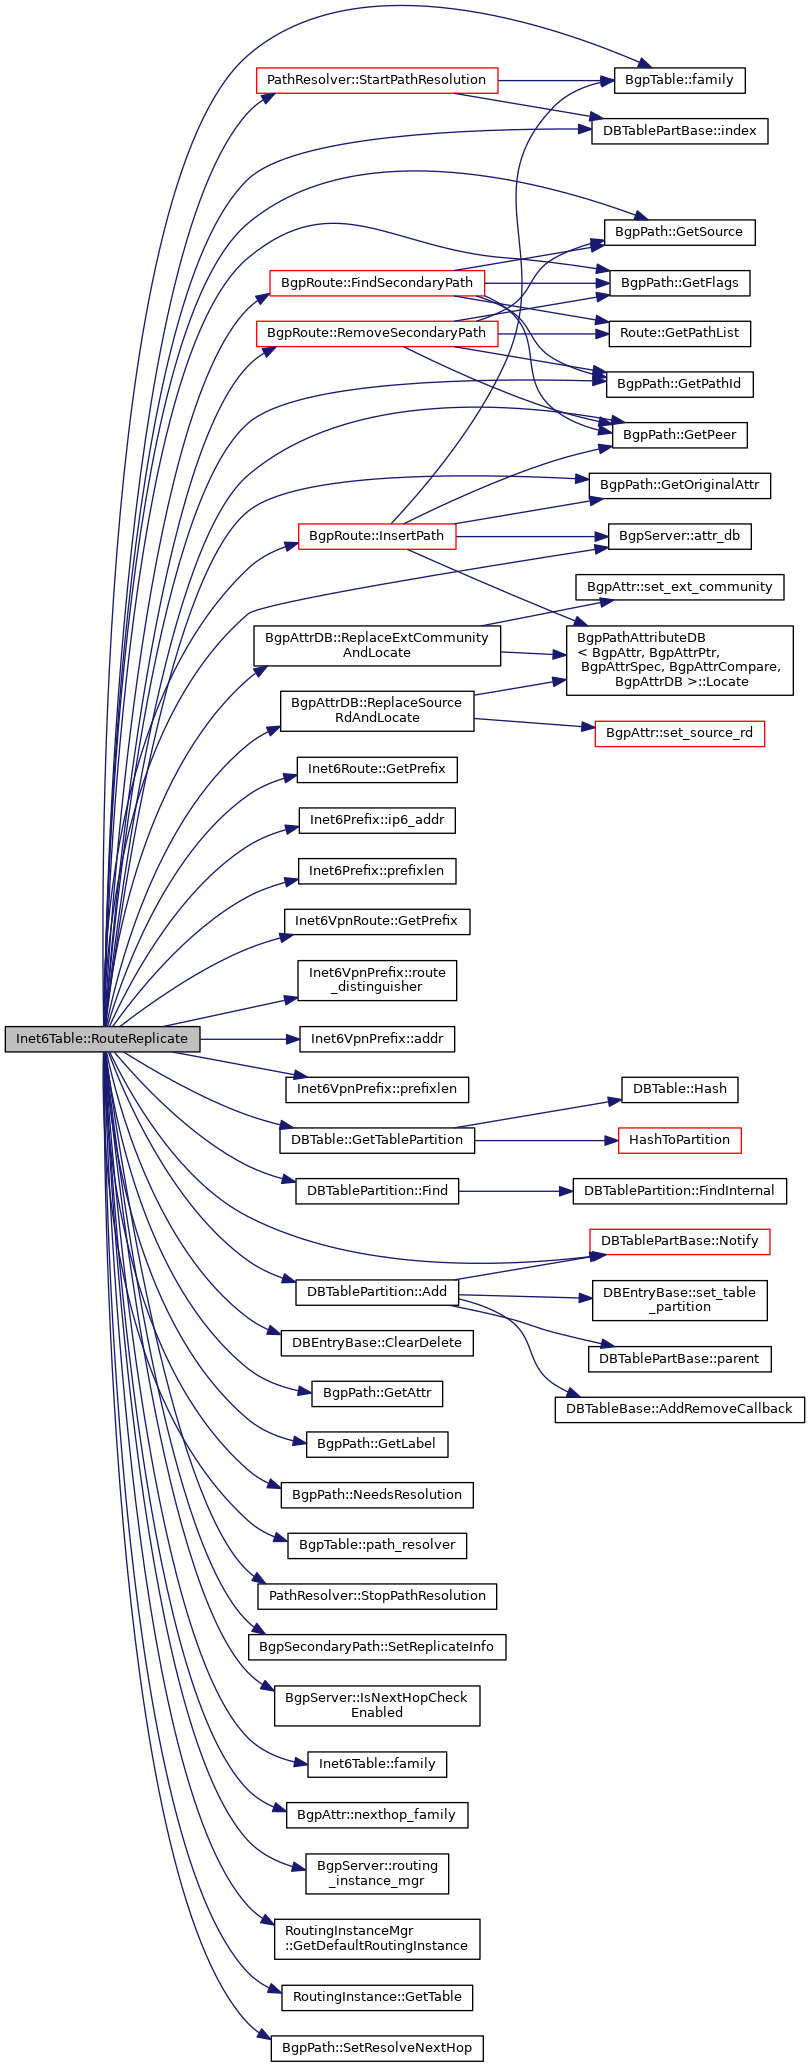 BgpTable::family
PathResolver::StartPathResolution
DBTablePartBase::index
BgpPath::GetSource
BgpRoute::FindSecondaryPath
BgpPath::GetFlags
BgpRoute::RemoveSecondaryPath
Route::GetPathList
BgpPath::GetPathId
BgpPath::GetPeer
BgpPath::GetOriginalAttr
BgpRoute::InsertPath
BgpServer::attr_db
BgpAttr::set_ext_community
BgpAttrDB::ReplaceExtCommunity
AndLocate
BgpPathAttributeDB
< BgpAttr, BgpAttrPtr,
BgpAttrSpec, BgpAttrCompare,
BgpAttrDB >::Locate
BgpAttrDB::ReplaceSource
RdAndLocate
BgpAttr::set_source_rd
Inet6Route::GetPrefix
Inet6Prefix::ip6_addr
Inet6Prefix::prefixlen
Inet6VpnRoute::GetPrefix
Inet6VpnPrefix::route
_distinguisher
Inet6Table::RouteReplicate
Inet6VpnPrefix::addr
Inet6VpnPrefix::prefixlen
DBTable::Hash
DBTable::GetTablePartition
HashToPartition
DBTablePartition::Find
DBTablePartition::FindInternal
DBTablePartBase::Notify
DBTablePartition::Add
DBEntryBase::set_table
_partition
DBEntryBase::ClearDelete
DBTablePartBase::parent
BgpPath::GetAttr
DBTableBase::AddRemoveCallback
BgpPath::GetLabel
BgpPath::NeedsResolution
BgpTable::path_resolver
PathResolver::StopPathResolution
BgpSecondaryPath::SetReplicateInfo
BgpServer::IsNextHopCheck
Enabled
Inet6Table::family
BgpAttr::nexthop_family
BgpServer::routing
_instance_mgr
RoutingInstanceMgr
::GetDefaultRoutingInstance
RoutingInstance::GetTable
BgpPath::SetResolveNextHop